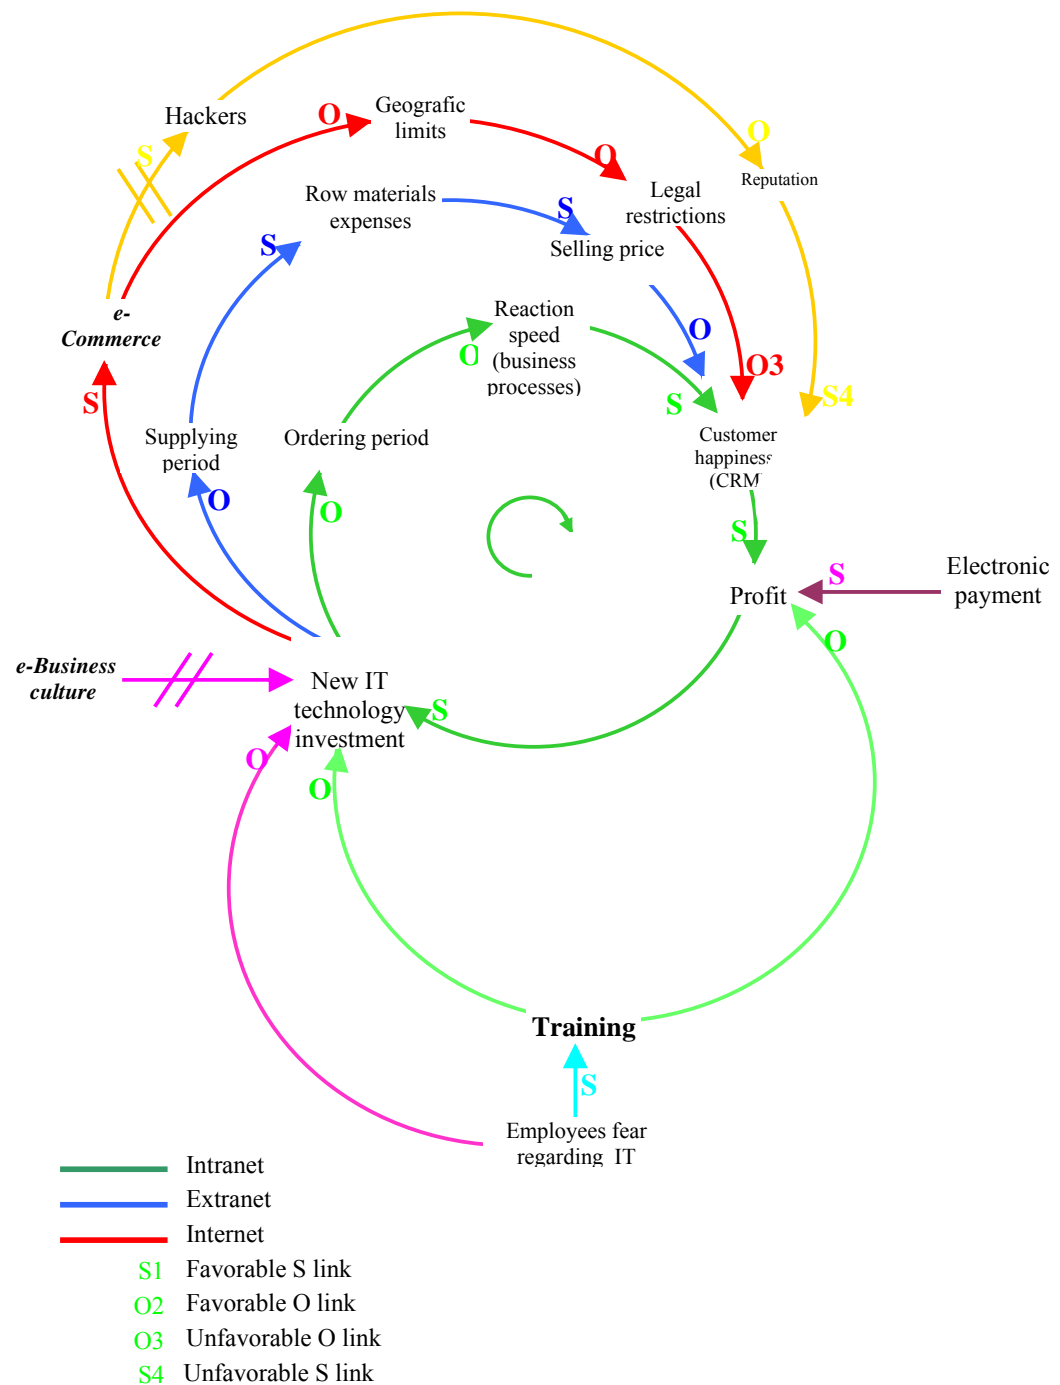 O
Hackers
O
Geografic
limits
S
O
Reputation
Row materials
expenses
Legal
restrictions
S
S
Selling price
e-
Commerce
Reaction
speed
(business
processes)
O
O
O3
S
S
S4
Supplying
period
Ordering period
Customer
happiness
(CRM
O
O
S
Electronic
payment
S
Profit
O
e-Business
culture
New IT
technology
investment
S
O
O
Training
S
Employees fear
regarding IT
Intranet
Extranet
Internet
S1 Favorable S link
O2 Favorable O link
O3 Unfavorable O link
S4 Unfavorable S link